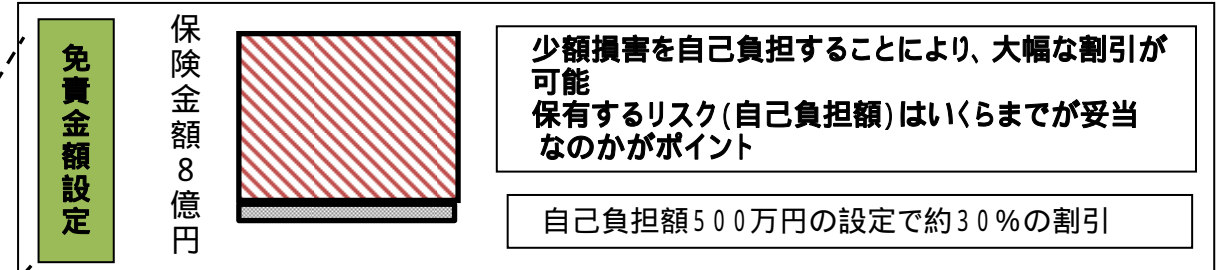 免責金額設定
保険金額8億円
少額損害を自己負担することにより、大幅な割引が
可能
保有するリスク(自己負担額)はいくらまでが妥当
なのかがポイント
自己負担額500万円の設定で約30%の割引